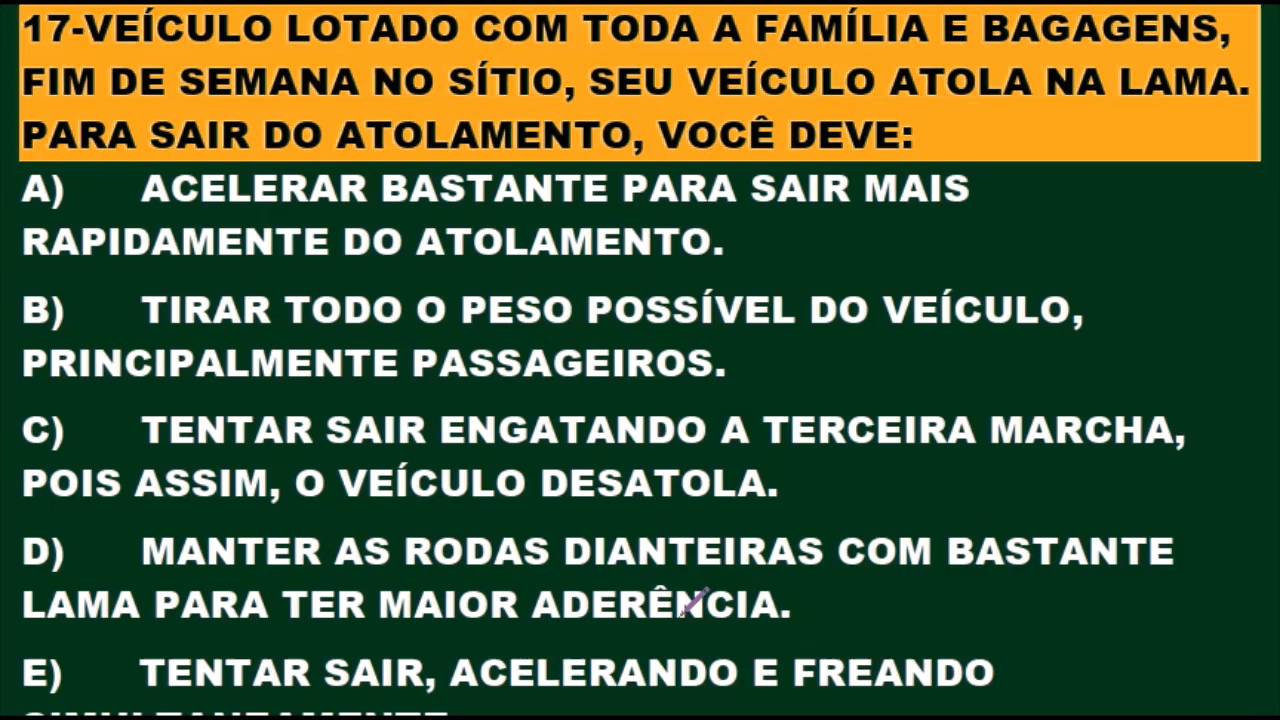 17-VEÍCULO LOTADO COM TODA A FAMÍLIA E BAGAGENS,
FIM DE SEMANA NO SÍTIO, SEU VEÍCULO ATOLA NA LAMA.
PARA SAIR DO ATOLAMENTO, VOCÊ DEVE:
A) ACELERAR BASTANTE PARA SAIR MAIS
RAPIDAMENTE DO ATOLAMENTO.
B) TIRAR TODO O PESO POSSÍVEL DO VEÍCULO,
PRINCIPALMENTE PASSAGEIROS.
C) TENTAR SAIR ENGATANDO A TERCEIRA MARCHA,
POIS ASSIM, O VEÍCULO DESATOLA.
D) MANTER AS RODAS DIANTEIRAS COM BASTANTE
LAMA PARA TER MAIOR ADERÊNCIA.
E) TENTAR SAIR, ACELERANDO E FREANDO